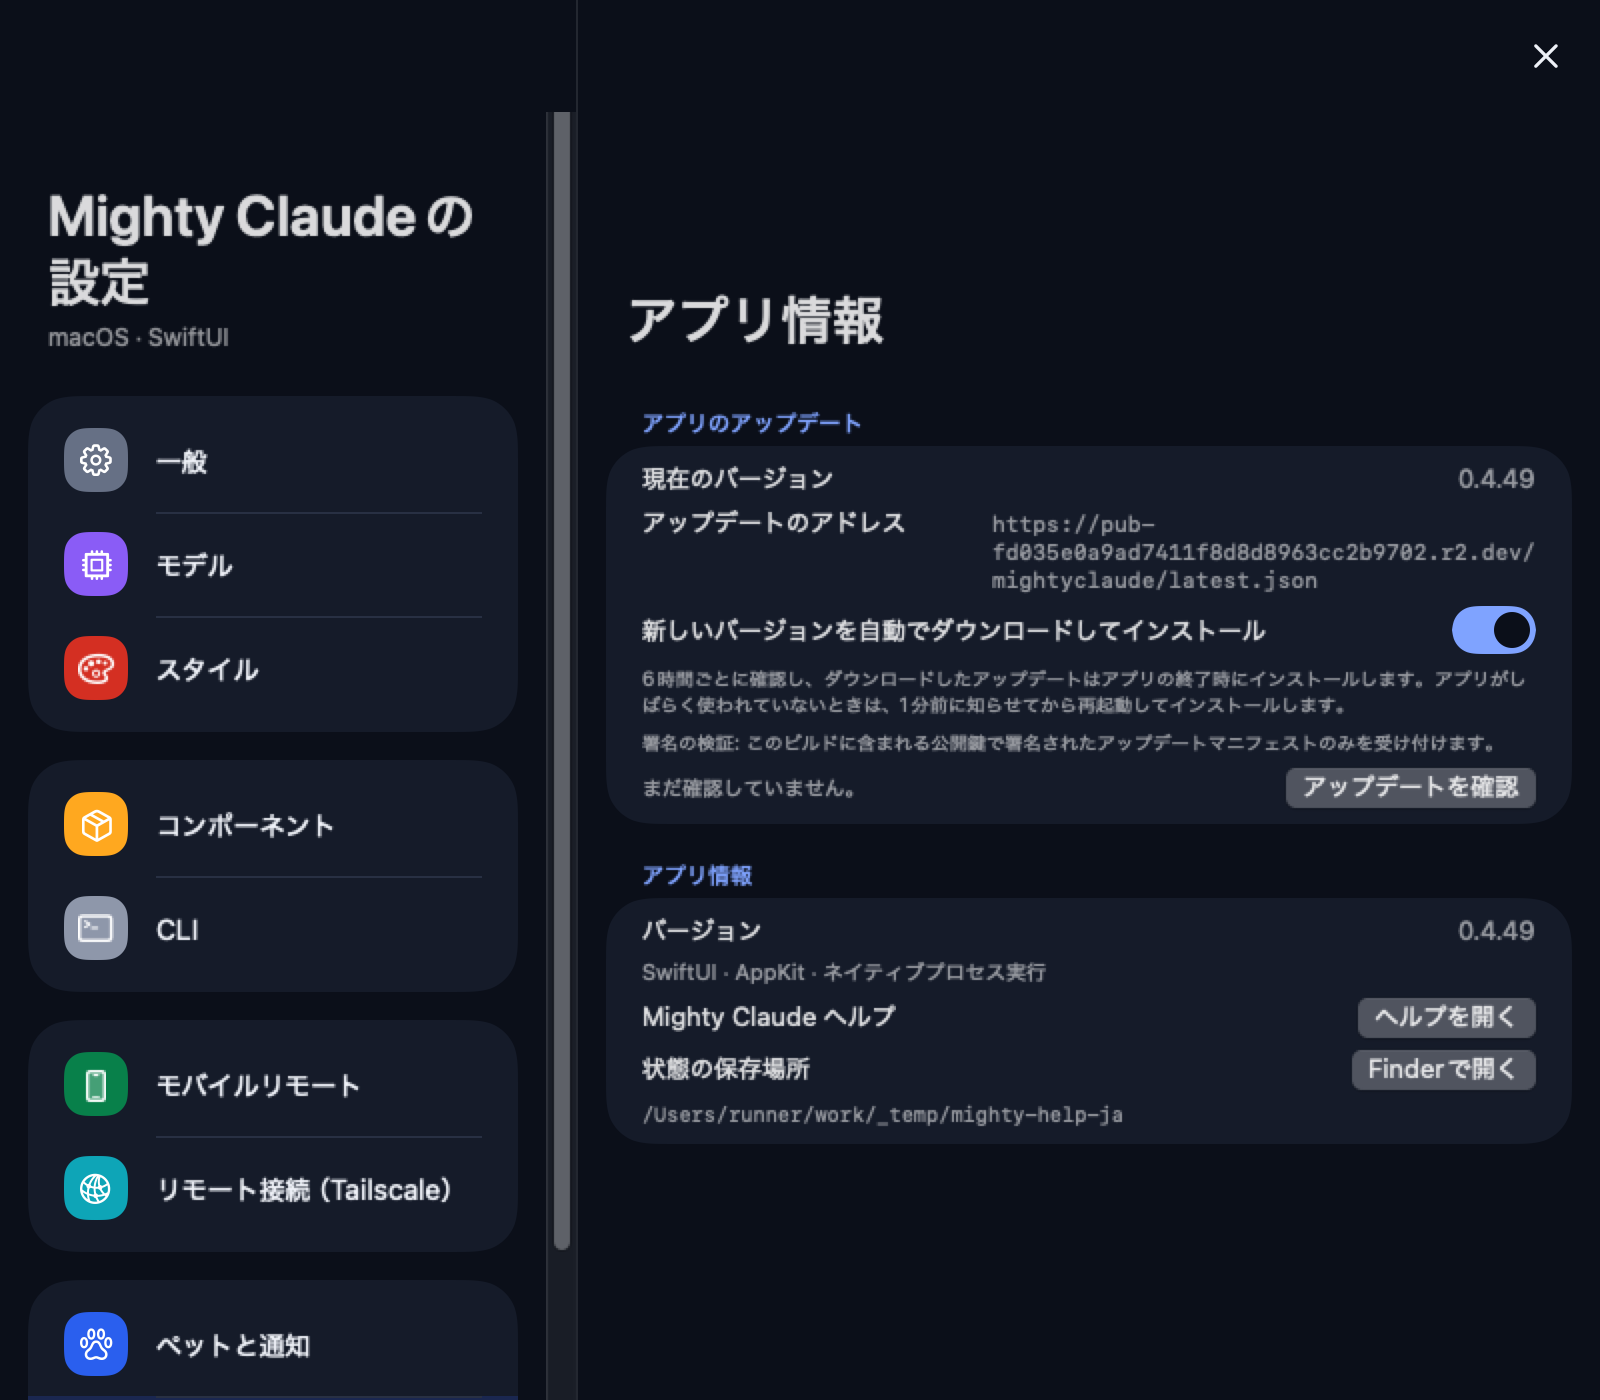 Mighty Claude の
設定
macOS · SwiftUI
一般
モデル
スタイル
コンポーネント
CLI
モバイルリモート
リモート接続 (Tailscale)
ペットと通知
アプリ情報
アプリのアップデート
現在のバージョン 0.4.49
アップデートのアドレス https://pub-
fd035e0a9ad7411f8d8d8963cc2b9702.r2.dev/
mightyclaude/latest.json
新しいバージョンを自動でダウンロードしてインストール
6時間ごとに確認し、ダウンロードしたアップデートはアプリの終了時にインストールします。アプリがし
ばらく使われていないときは、1分前に知らせてから再起動してインストールします。
署名の検証: このビルドに含まれる公開鍵で署名されたアップデートマニフェストのみを受け付けます。
まだ確認していません。 アップデートを確認
アプリ情報
バージョン 0.4.49
SwiftUI · AppKit · ネイティブプロセス実行
Mighty Claude ヘルプ ヘルプを開く
状態の保存場所 Finderで開く
/Users/runner/work/_temp/mighty-help-ja